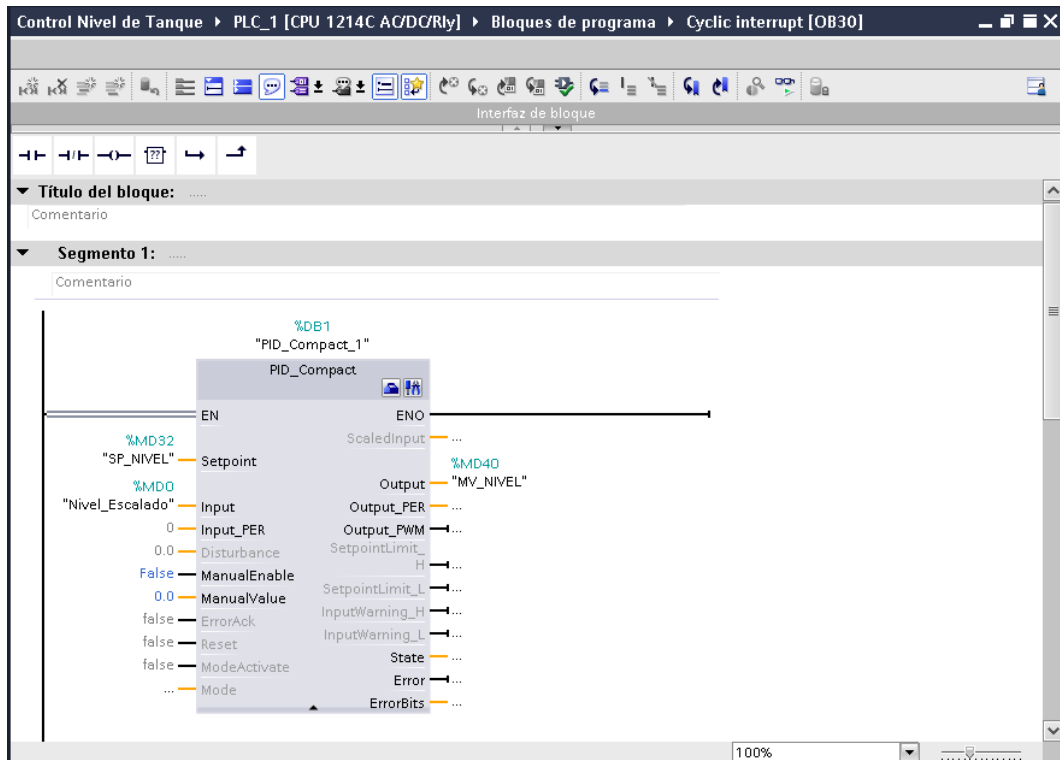 Control Nivel de Tanque ▸ PLC_1 [CPU 1214C AC/DC/Rly] ▸ Bloques de programa ▸ Cyclic interrupt [OB30]
Interfaz de bloque
Título del bloque: .....
Comentario
Segmento 1: .....
Comentario
%DB1
"PID_Compact_1"
PID_Compact
EN ENO
ScaledInput ...
%MD32
"SP_NIVEL" Setpoint
%MD40
Output "MV_NIVEL"
%MD0
"Nivel_Escalado" Input Output_PER ...
0 Input_PER Output_PWM ...
0.0 Disturbance SetpointLimit_
H ...
False ManualEnable
0.0 ManualValue SetpointLimit_L ...
false ErrorAck InputWarning_H ...
false Reset InputWarning_L ...
false ModeActivate State ...
... Mode Error ...
ErrorBits ...
100%